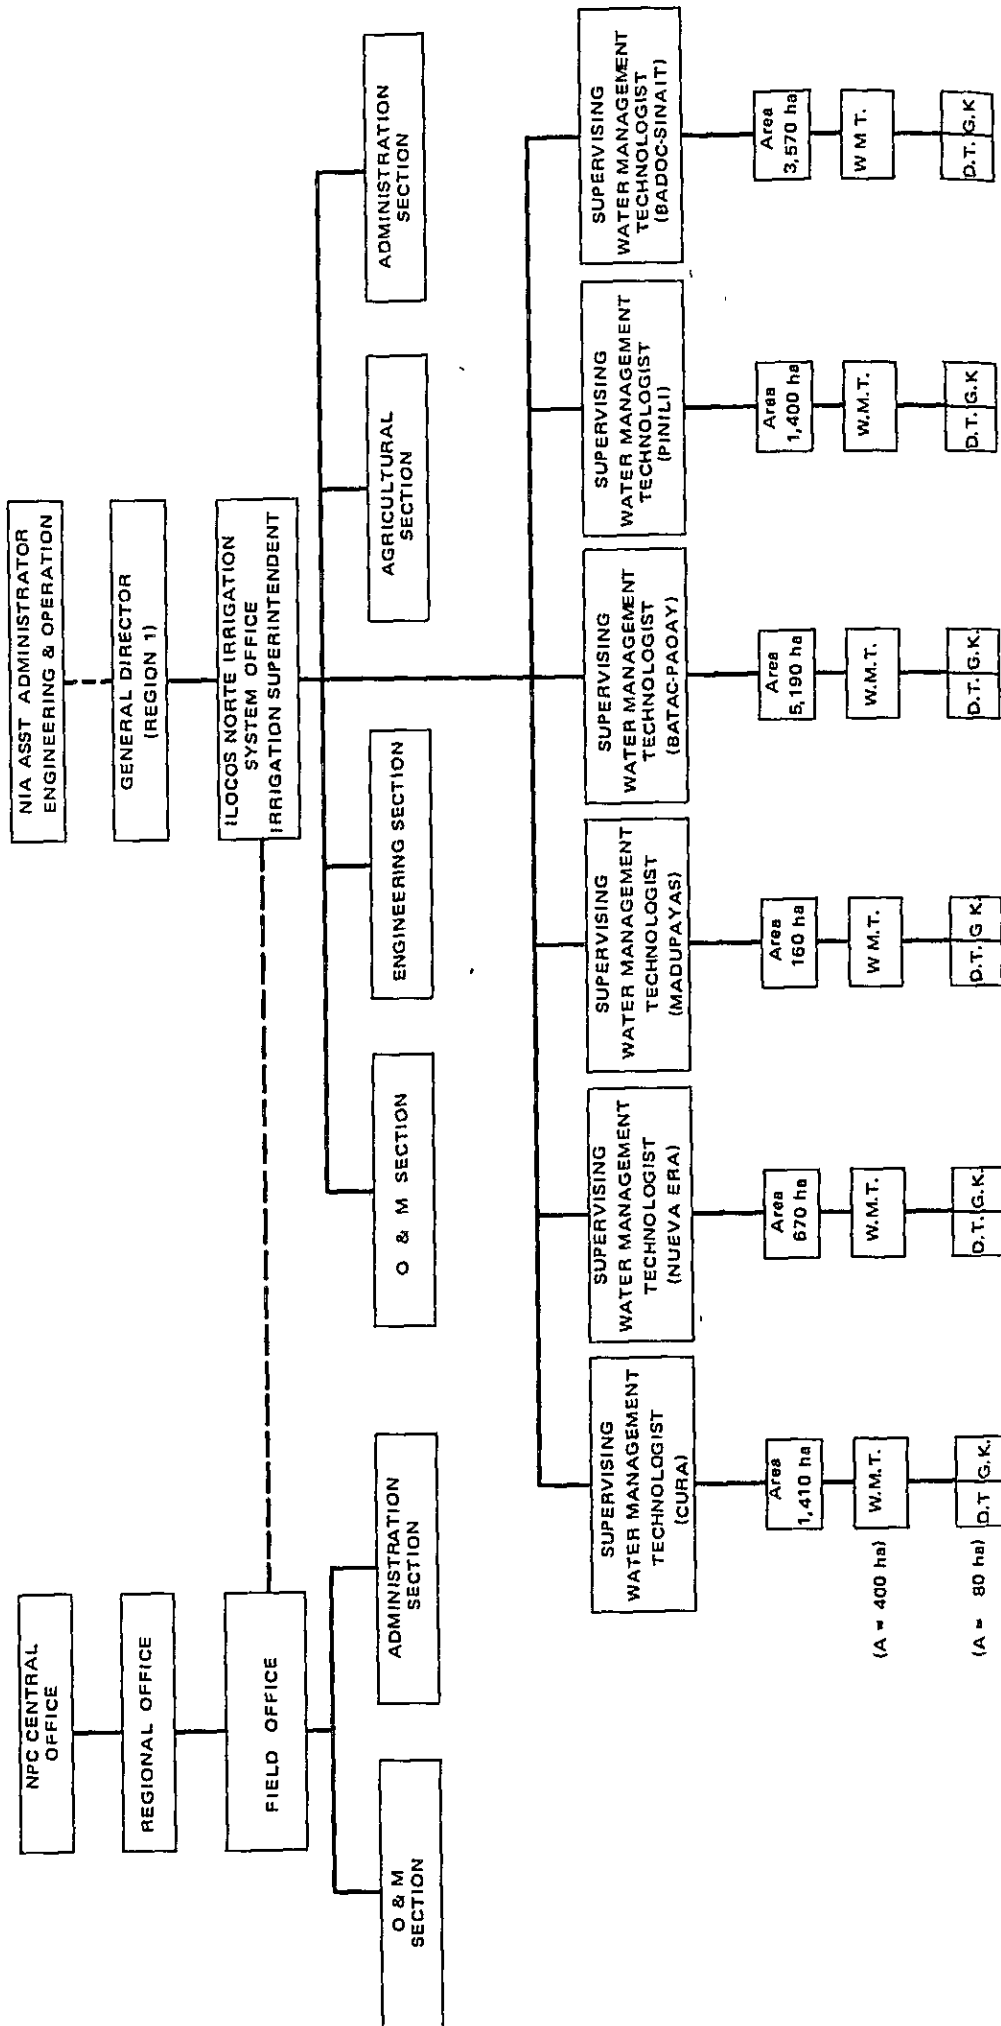 NPC CENTRAL
OFFICE
REGIONAL OFFICE
FIELD OFFICE
O & M
SECTION
ADMINISTRATION
SECTION
NIA ASST ADMINISTRATOR
ENGINEERING & OPERATION
GENERAL DIRECTOR
(REGION 1)
ILOCOS NORTE IRRIGATION
SYSTEM OFFICE
IRRIGATION SUPERINTENDENT
O & M SECTION
ENGINEERING SECTION
AGRICULTURAL
SECTION
ADMINISTRATION
SECTION
SUPERVISING
WATER MANAGEMENT
TECHNOLOGIST
(CURA)
SUPERVISING
WATER MANAGEMENT
TECHNOLOGIST
(NUEVA ERA)
SUPERVISING
WATER MANAGEMENT
TECHNOLOGIST
(MADUPAYAS)
SUPERVISING
WATER MANAGEMENT
TECHNOLOGIST
(BATAC-PAOAY)
SUPERVISING
WATER MANAGEMENT
TECHNOLOGIST
(PINILI)
SUPERVISING
WATER MANAGEMENT
TECHNOLOGIST
(BADOC-SINAIT)
Area
1,410 ha
Area
670 ha
Area
160 ha
Area
5,190 ha
Area
1,400 ha
Area
3,570 ha
(A = 400 ha)
W.M.T.
W.M.T.
W M.T.
W.M.T.
W.M.T.
W M T.
(A = 80 ha)
D.T G.K.
D.T. G.K.
D.T. G K.
D.T. G.K.
D.T. G.K
D.T. G.K